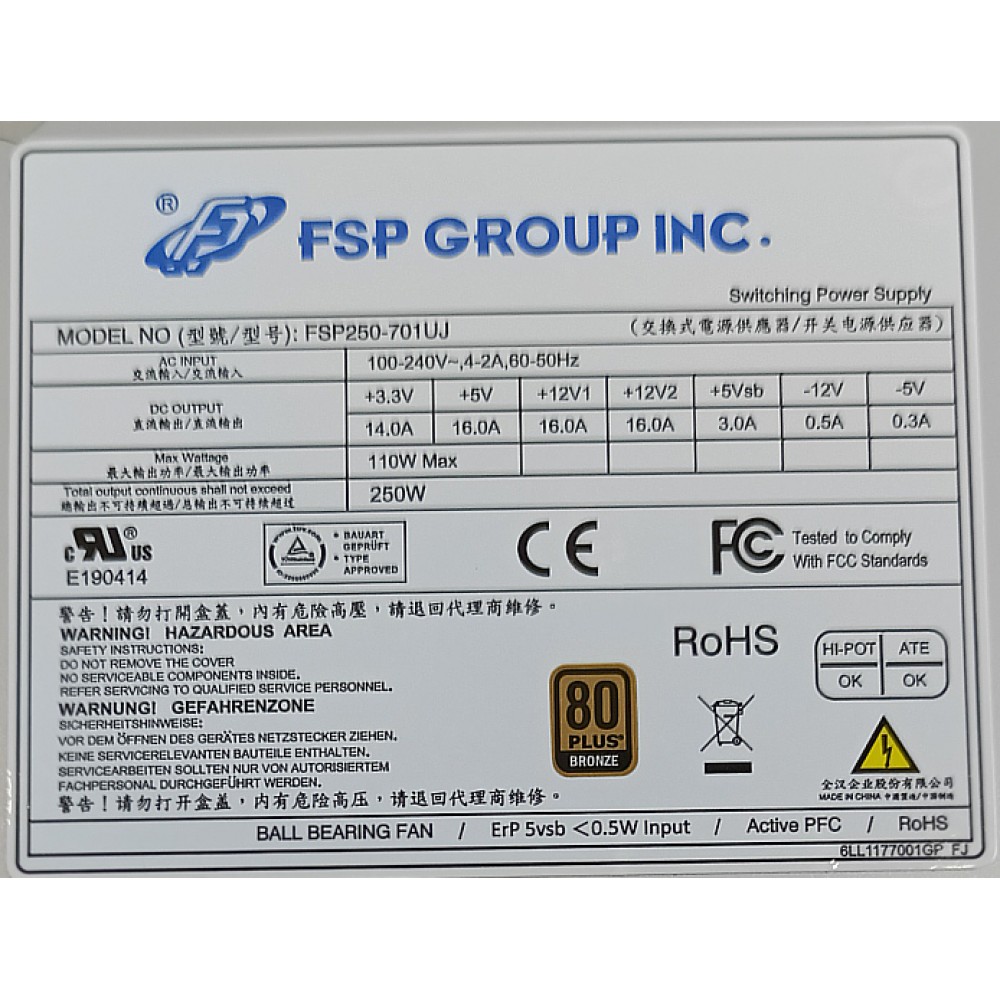 ® FSP GROUP INC.
Switching Power Supply
MODEL NO (型號/型号): FSP250-701UJ (交換式電源供應器/开关电源供应器)
AC INPUT 100-240V~,4-2A,60-50Hz
交流輸入/交流输入
+3.3V +5V +12V1 +12V2 +5Vsb -12V -5V
DC OUTPUT
直流輸出/直流输出 14.0A 16.0A 16.0A 16.0A 3.0A 0.5A 0.3A
Max Wattage 110W Max
最大輸出功率/最大输出功率
Total output continuous shall not exceed 250W
總輸出不可持續超過/总输出不可持续超过
c RU ® US
E190414
www.tuv.com
BAUART
GEPRÜFT
TYPE
APPROVED
CE
FC Tested to Comply
With FCC Standards
警告！請勿打開盒蓋，內有危險高壓，請退回代理商維修。
WARNING! HAZARDOUS AREA
SAFETY INSTRUCTIONS:
DO NOT REMOVE THE COVER
NO SERVICEABLE COMPONENTS INSIDE.
REFER SERVICING TO QUALIFIED SERVICE PERSONNEL.
WARNUNG! GEFAHRENZONE
SICHERHEITSHINWEISE:
VOR DEM ÖFFNEN DES GERÄTES NETZSTECKER ZIEHEN.
KEINE SERVICERELEVANTEN BAUTEILE ENTHALTEN.
SERVICEARBEITEN SOLLTEN NUR VON AUTORISIERTEM
FACHPERSONAL DURCHGEFÜHRT WERDEN.
警告！请勿打开盒盖，内有危险高压，请退回代理商维修。
RoHS
HI-POT ATE
OK OK
80
PLUS®
BRONZE
全汉企业股份有限公司
MADE IN CHINA 中國製造/中国制造
BALL BEARING FAN / ErP 5vsb <0.5W Input / Active PFC / RoHS
6LL1177001GP FJ